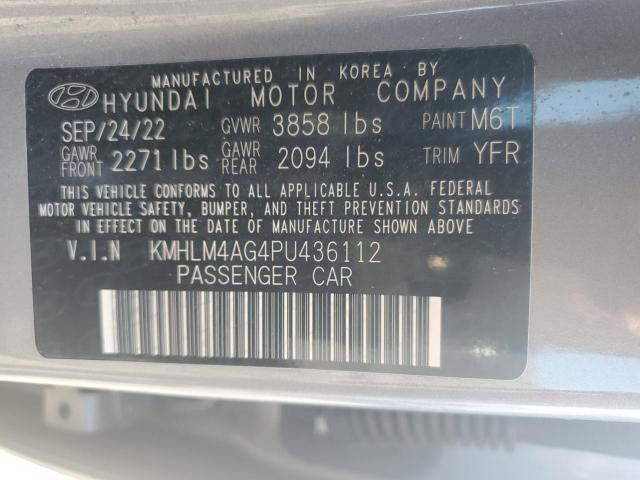 MANUFACTURED IN KOREA BY
HYUNDAI MOTOR COMPANY
SEP/24/22 GVWR 3858 lbs PAINT M6T
GAWR FRONT 2271 lbs GAWR REAR 2094 lbs TRIM YFR
THIS VEHICLE CONFORMS TO ALL APPLICABLE U.S.A. FEDERAL
MOTOR VEHICLE SAFETY, BUMPER, AND THEFT PREVENTION STANDARDS
IN EFFECT ON THE DATE OF MANUFACTURE SHOWN ABOVE.
V.I.N KMHLM4AG4PU436112
PASSENGER CAR